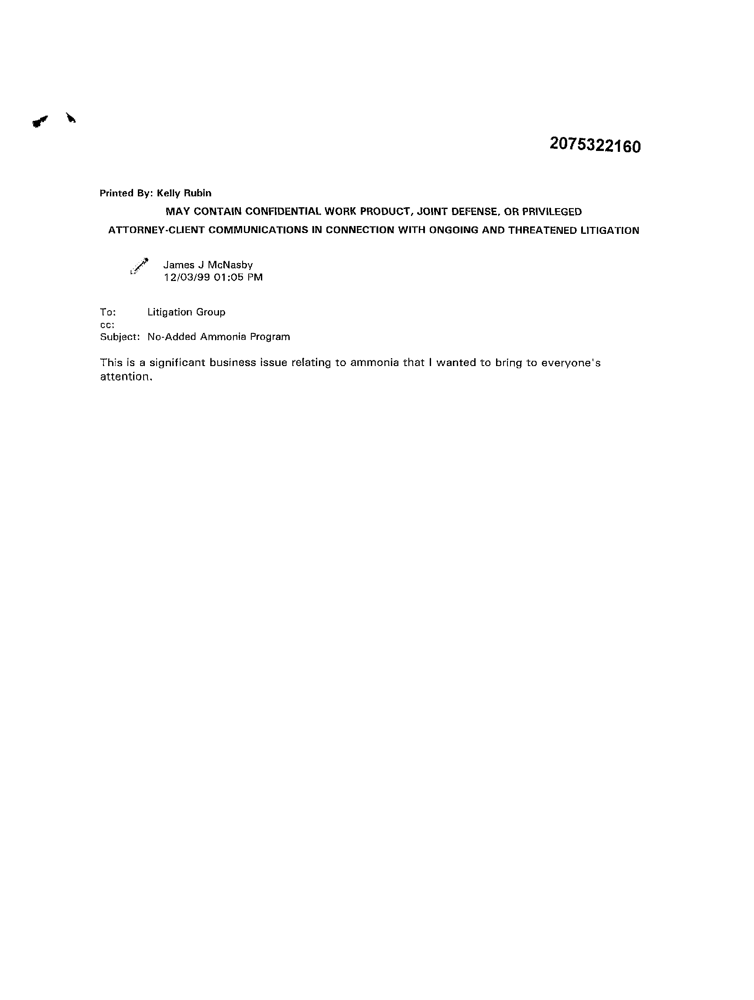 2075322160
Printed By: Kelly Rubin
MAY CONTAIN CONFIDENTIAL WORK PRODUCT, JOINT DEFENSE, OR PRIVILEGED
ATTORNEY-CLIENT COMMUNICATIONS IN CONNECTION WITH ONGOING AND THREATENED LITIGATION
James J McNasby
12/03/99 01:05 PM
To: Litigation Group
cc:
Subject: No-Added Ammonia Program
This is a significant business issue relating to ammonia that I wanted to bring to everyone's
attention.